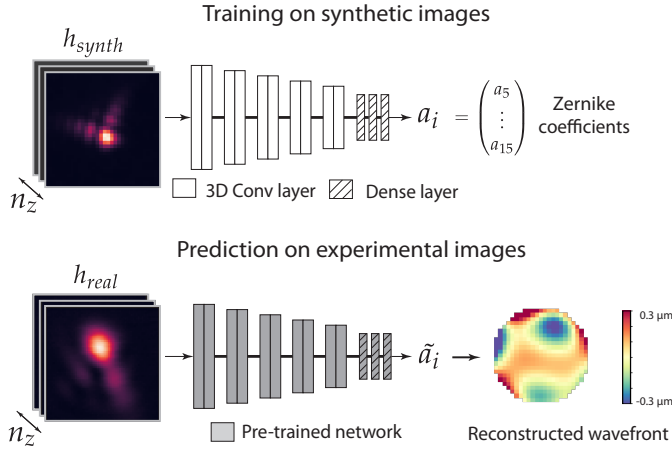 Training on synthetic images
h_synth
n_z
a_i = (a_5 ⋮ a_15)
Zernike
coefficients
3D Conv layer
Dense layer
Prediction on experimental images
h_real
n_z
ã_i
0.3 µm
-0.3 µm
Pre-trained network
Reconstructed wavefront